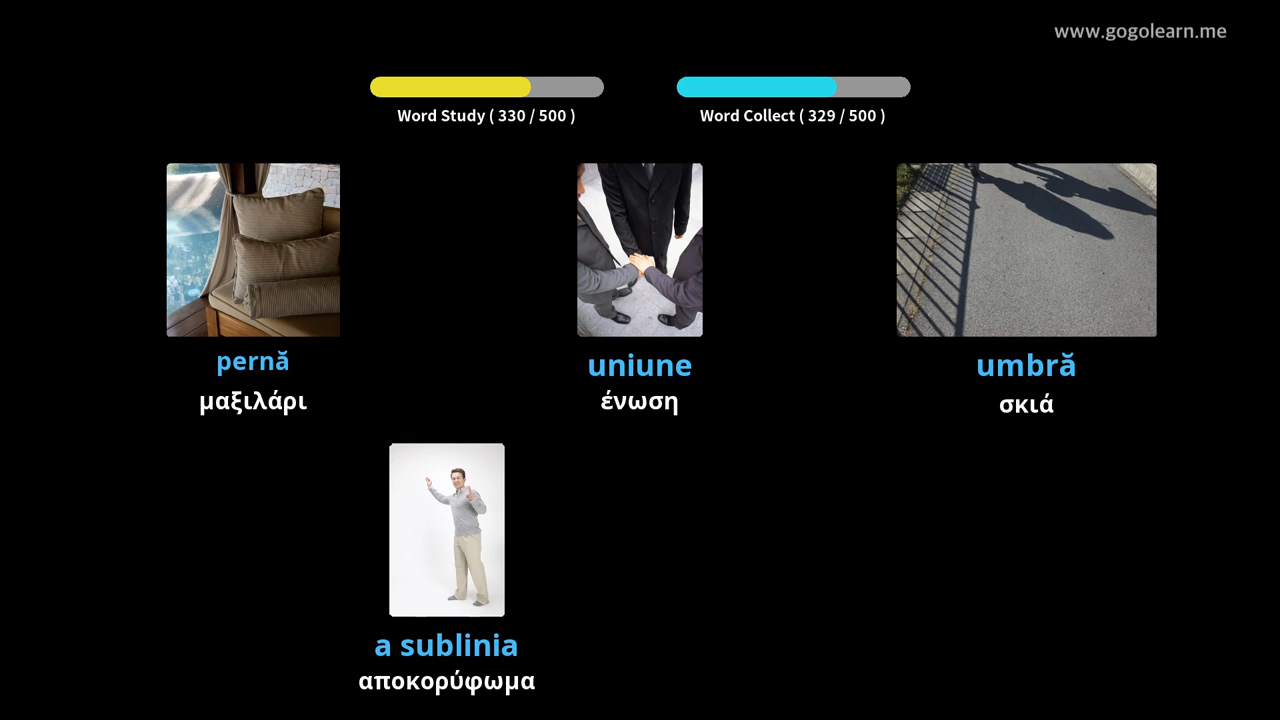 www.gogolearn.me
Word Study ( 330 / 500 )
Word Collect ( 329 / 500 )
pernă
uniune
umbră
μαξιλάρι
ένωση
σκιά
a sublinia
αποκορύφωμα